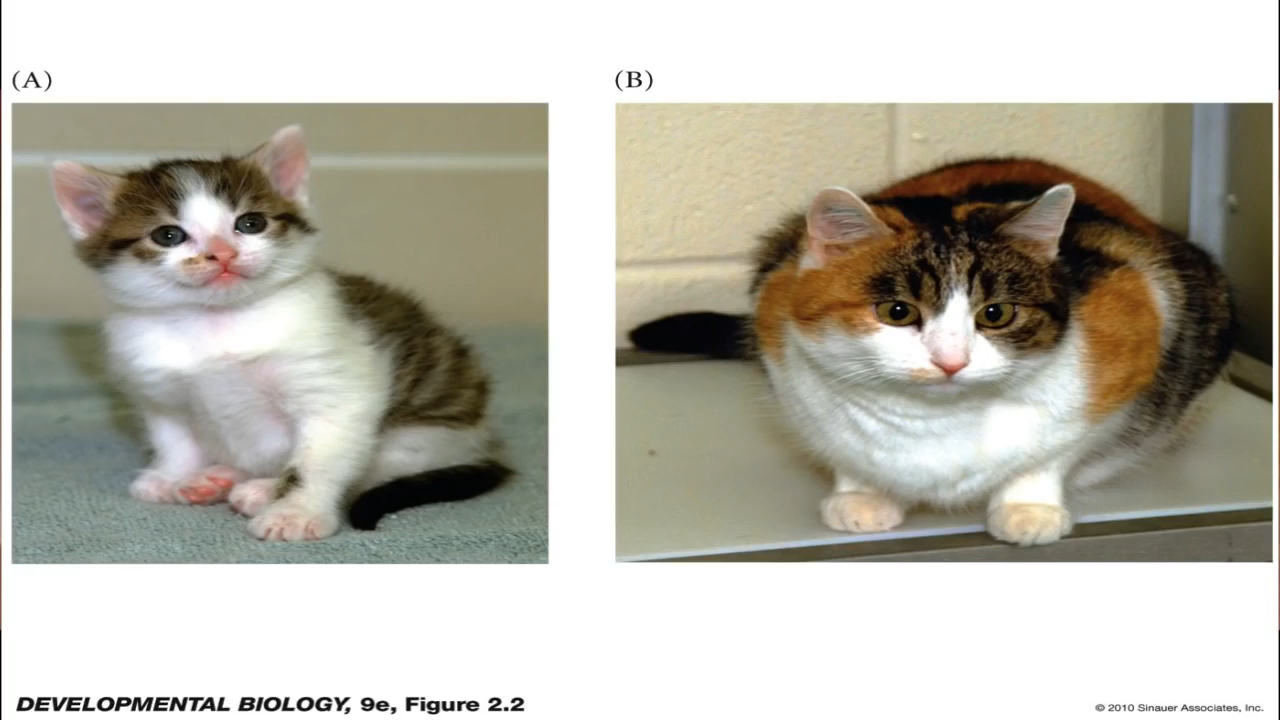 (A)
(B)
DEVELOPMENTAL BIOLOGY, 9e, Figure 2.2
© 2010 Sinauer Associates, Inc.